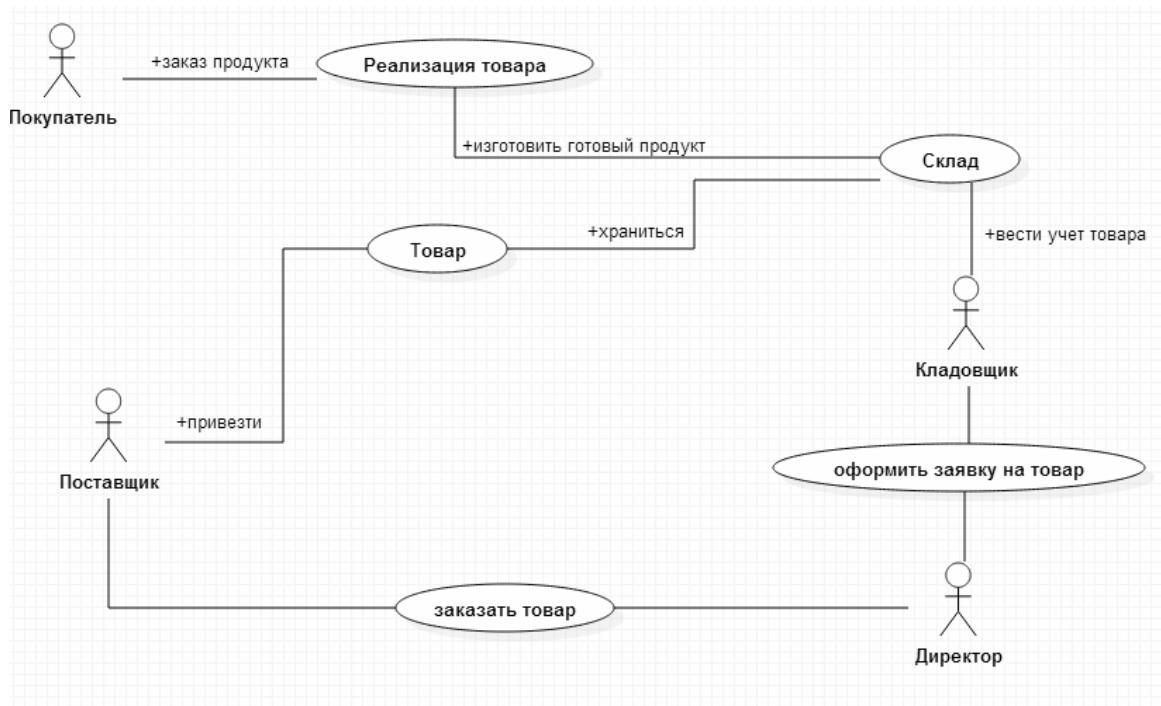 +заказ продукта
Реализация товара
Покупатель
+изготовить готовый продукт
Склад
+храниться
+вести учет товара
Товар
Кладовщик
+привезти
оформить заявку на товар
Поставщик
заказать товар
Директор